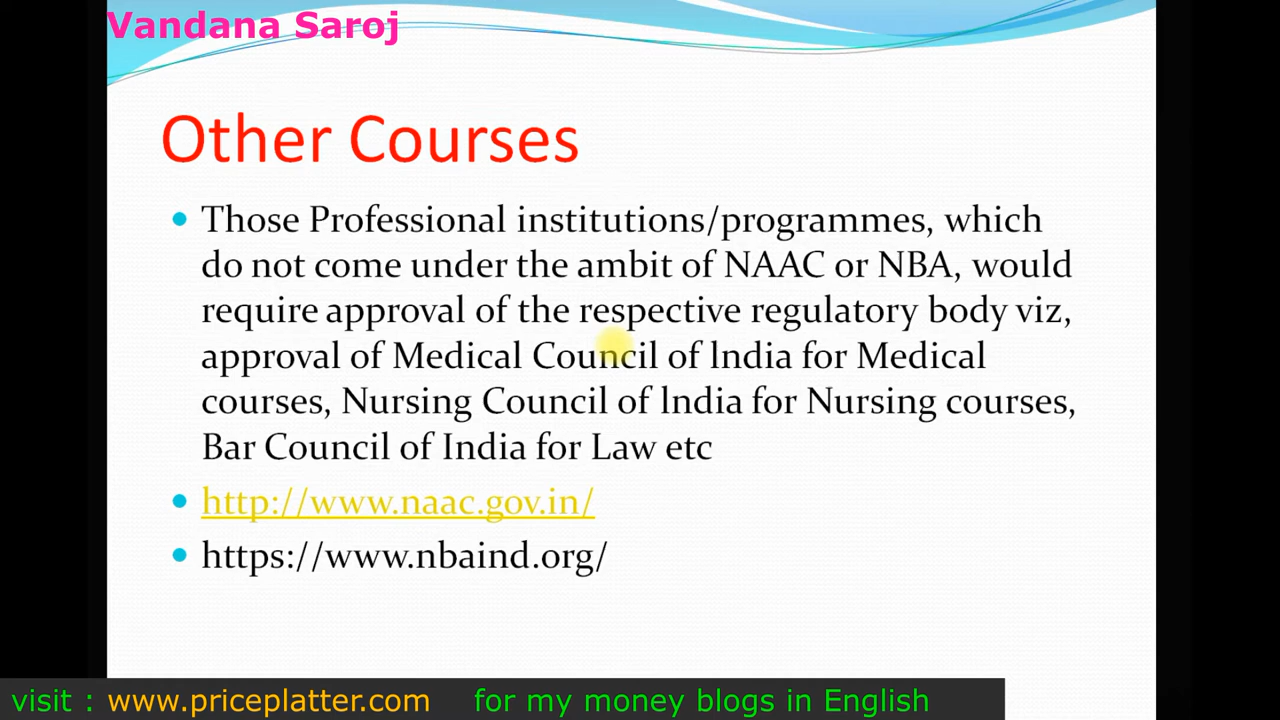 Vandana Saroj
Other Courses
• Those Professional institutions/programmes, which
do not come under the ambit of NAAC or NBA, would
require approval of the respective regulatory body viz,
approval of Medical Council of lndia for Medical
courses, Nursing Council of lndia for Nursing courses,
Bar Council of India for Law etc
• http://www.naac.gov.in/
• https://www.nbaind.org/
visit : www.priceplatter.com for my money blogs in English